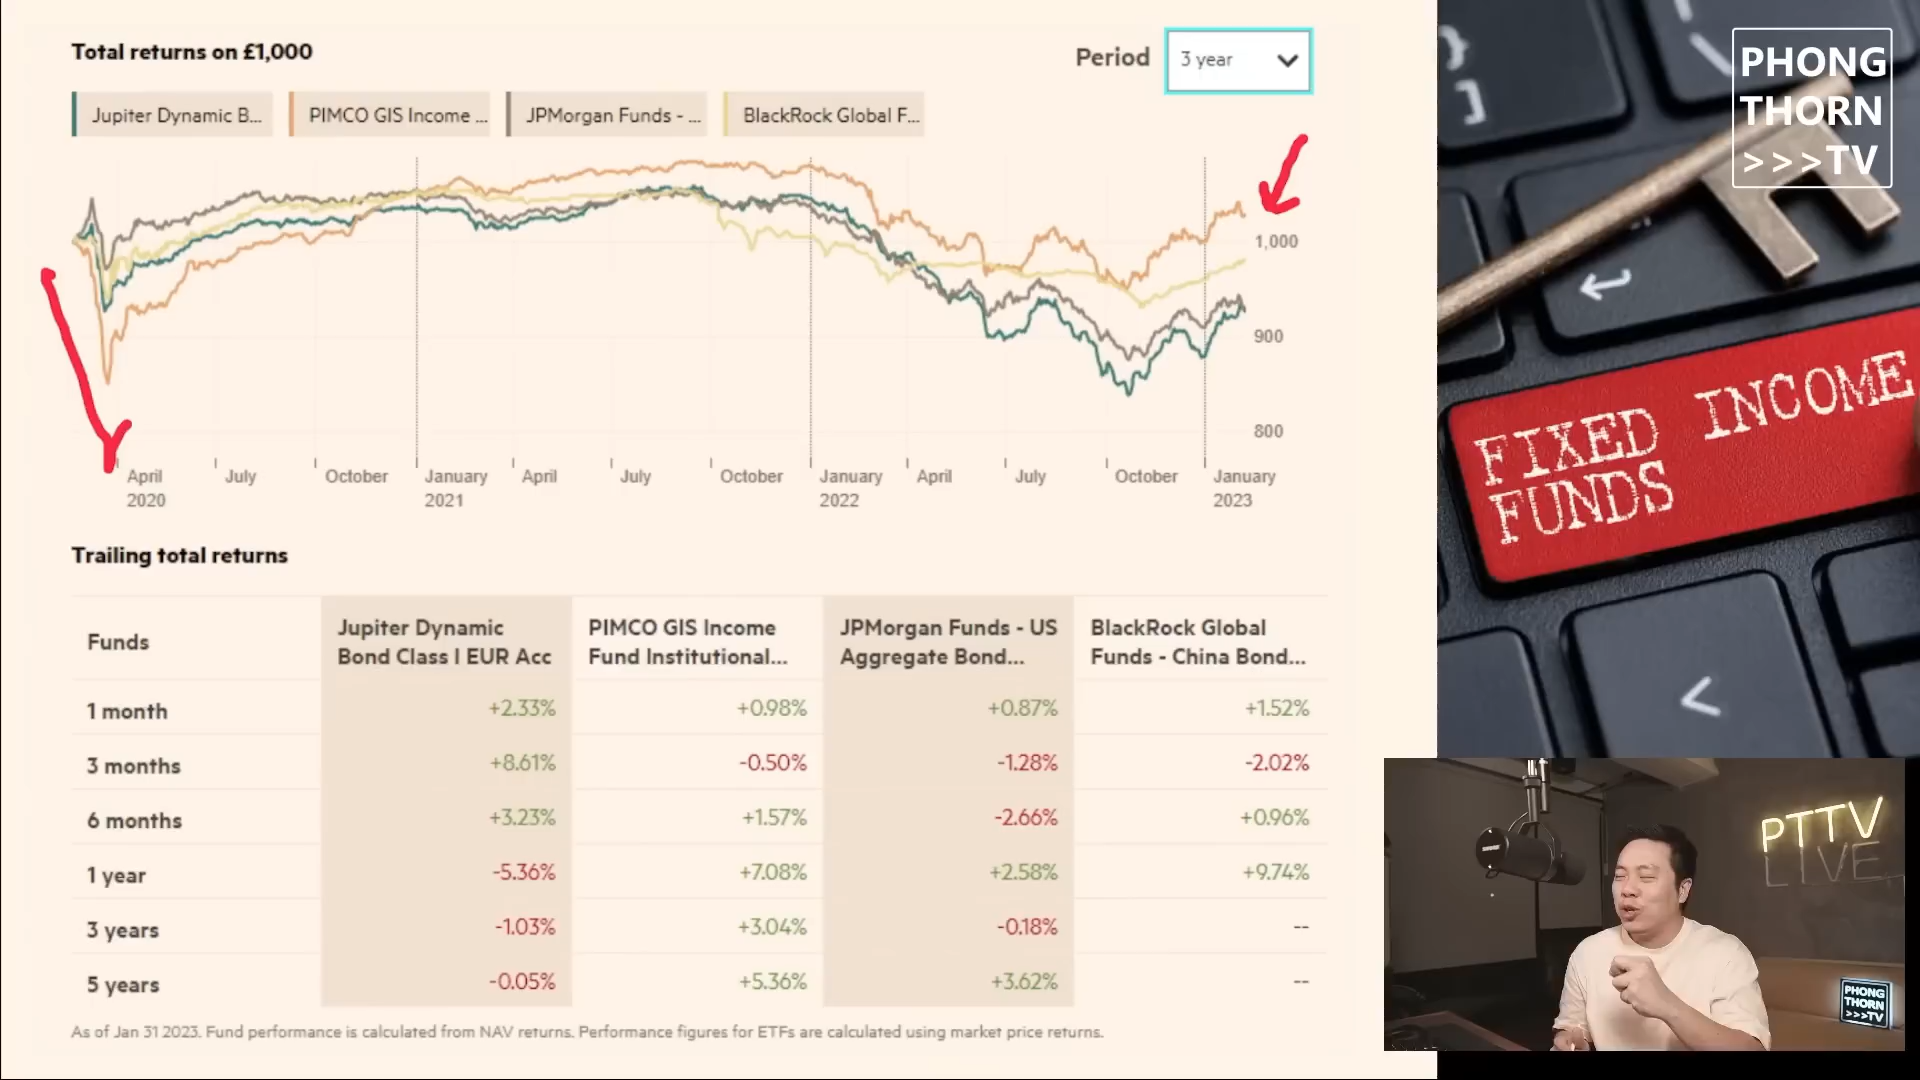 Total returns on £1,000
Period
3 year
Jupiter Dynamic B...
PIMCO GIS Income ...
JPMorgan Funds - ...
BlackRock Global F...
1,000
900
800
April
2020
July
October
January
2021
April
July
October
January
2022
April
July
October
January
2023
Trailing total returns
Funds
Jupiter Dynamic
Bond Class I EUR Acc
PIMCO GIS Income
Fund Institutional...
JPMorgan Funds - US
Aggregate Bond...
BlackRock Global
Funds - China Bond...
1 month +2.33% +0.98% +0.87% +1.52%
3 months +8.61% -0.50% -1.28% -2.02%
6 months +3.23% +1.57% -2.66% +0.96%
1 year -5.36% +7.08% +2.58% +9.74%
3 years -1.03% +3.04% -0.18% --
5 years -0.05% +5.36% +3.62% --
As of Jan 31 2023. Fund performance is calculated from NAV returns. Performance figures for ETFs are calculated using market price returns.
PHONG
THORN
>>>TV
}
]
FIXED INCOME
FUNDS
<
PTTV
LIVE
PHONG
THORN
>>>TV